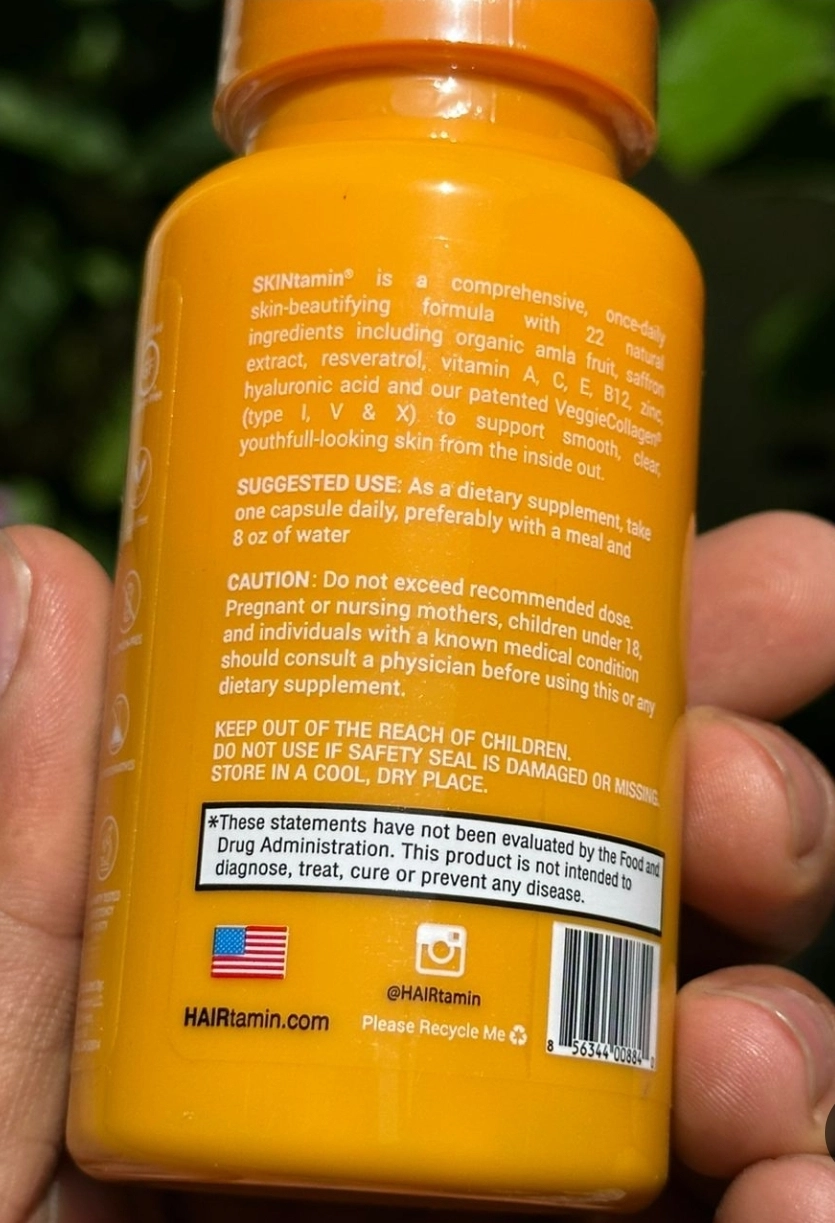 SKINtamin® is a comprehensive, once-daily
skin-beautifying formula with 22 natural
ingredients including organic amla fruit, saffron
extract, resveratrol, vitamin A, C, E, B12, zinc,
hyaluronic acid and our patented VeggieCollagen®
(type I, V & X) to support smooth, clear,
youthfull-looking skin from the inside out.
SUGGESTED USE: As a dietary supplement, take
one capsule daily, preferably with a meal and
8 oz of water
CAUTION: Do not exceed recommended dose.
Pregnant or nursing mothers, children under 18,
and individuals with a known medical condition
should consult a physician before using this or any
dietary supplement.
KEEP OUT OF THE REACH OF CHILDREN.
DO NOT USE IF SAFETY SEAL IS DAMAGED OR MISSING.
STORE IN A COOL, DRY PLACE.
*These statements have not been evaluated by the Food and
Drug Administration. This product is not intended to
diagnose, treat, cure or prevent any disease.
HAIRtamin.com
@HAIRtamin
Please Recycle Me
8 56344 00884 0